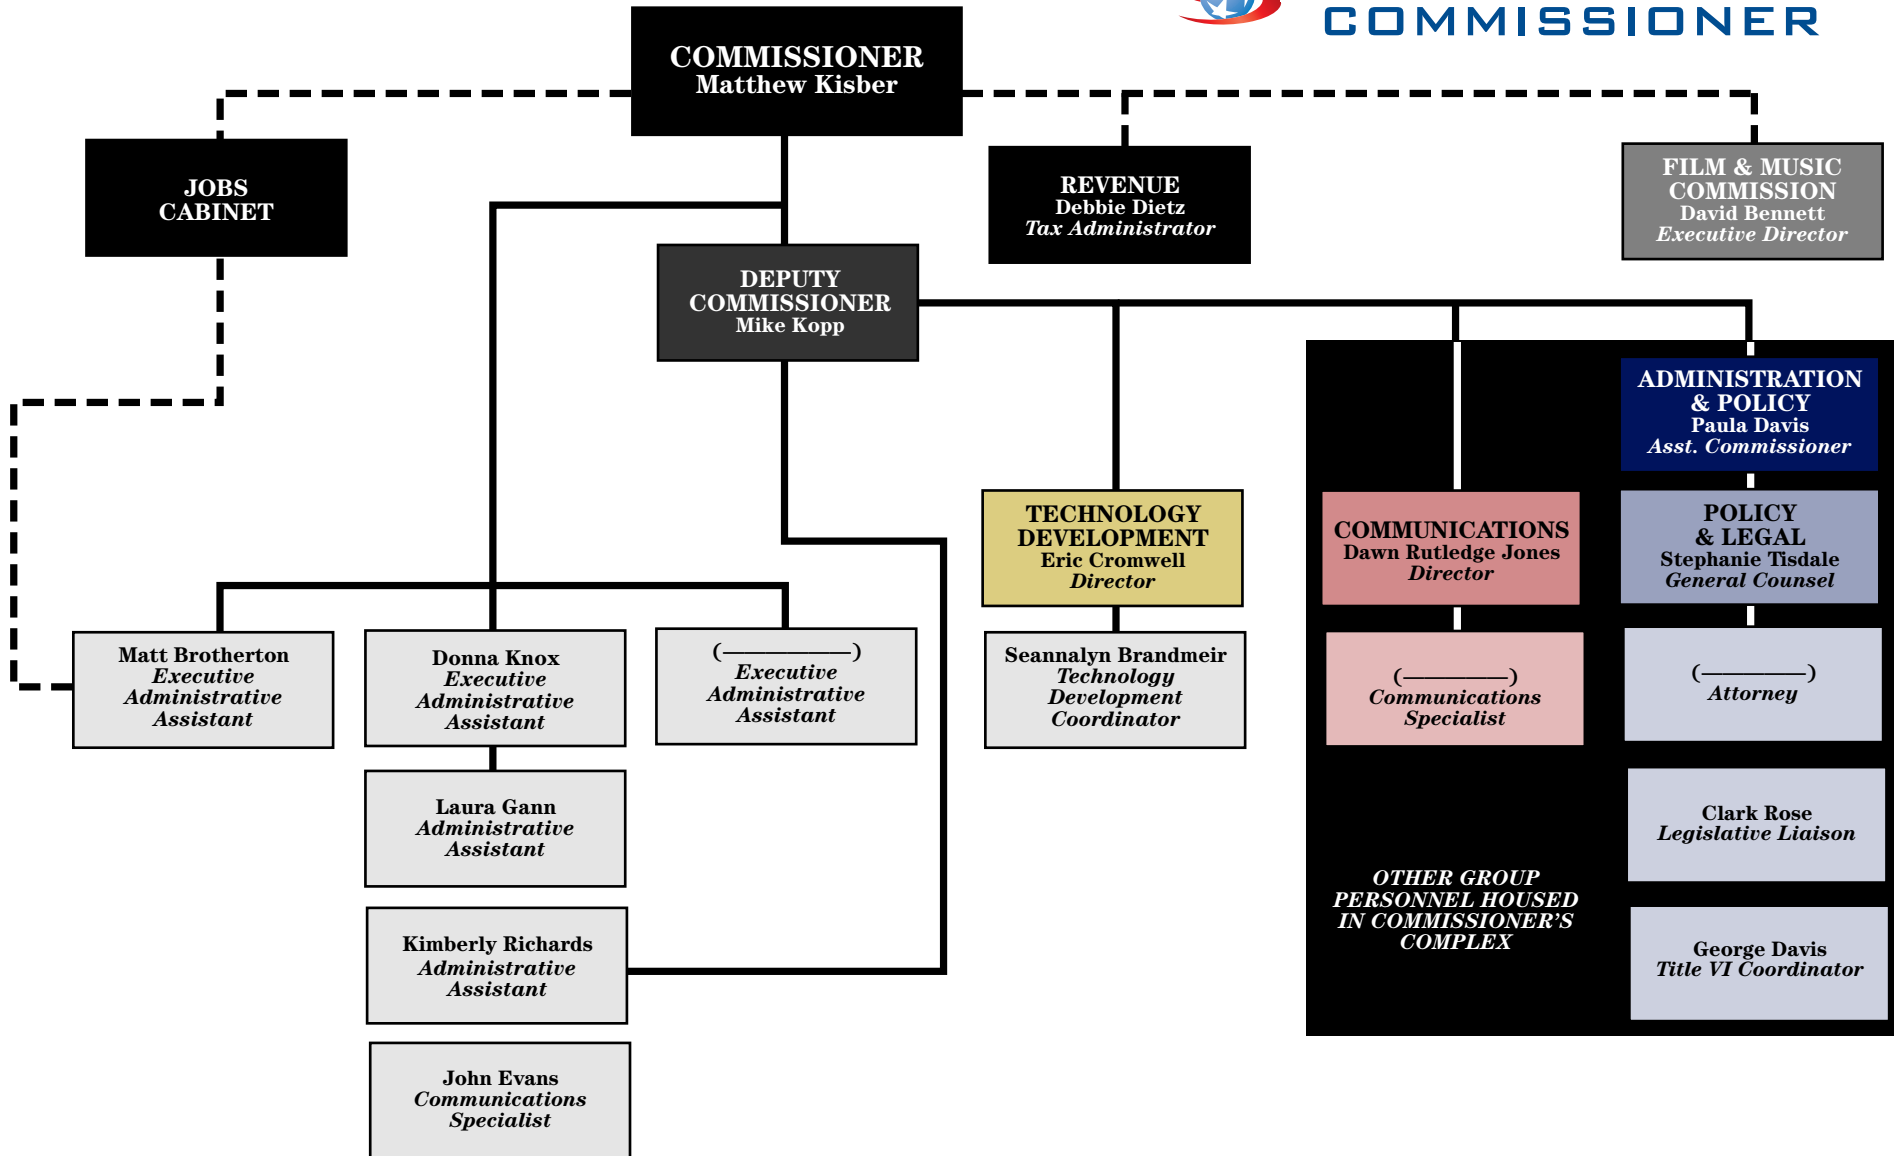 COMMISSIONER
COMMISSIONER
Matthew Kisber
JOBS
CABINET
REVENUE
Debbie Dietz
Tax Administrator
FILM & MUSIC
COMMISSION
David Bennett
Executive Director
DEPUTY
COMMISSIONER
Mike Kopp
ADMINISTRATION
& POLICY
Paula Davis
Asst. Commissioner
TECHNOLOGY
DEVELOPMENT
Eric Cromwell
Director
COMMUNICATIONS
Dawn Rutledge Jones
Director
POLICY
& LEGAL
Stephanie Tisdale
General Counsel
Matt Brotherton
Executive
Administrative
Assistant
Donna Knox
Executive
Administrative
Assistant
(——————)
Executive
Administrative
Assistant
Seannalyn Brandmeir
Technology
Development
Coordinator
(—————)
Communications
Specialist
(—————)
Attorney
Laura Gann
Administrative
Assistant
Clark Rose
Legislative Liaison
OTHER GROUP
PERSONNEL HOUSED
IN COMMISSIONER’S
COMPLEX
Kimberly Richards
Administrative
Assistant
George Davis
Title VI Coordinator
John Evans
Communications
Specialist